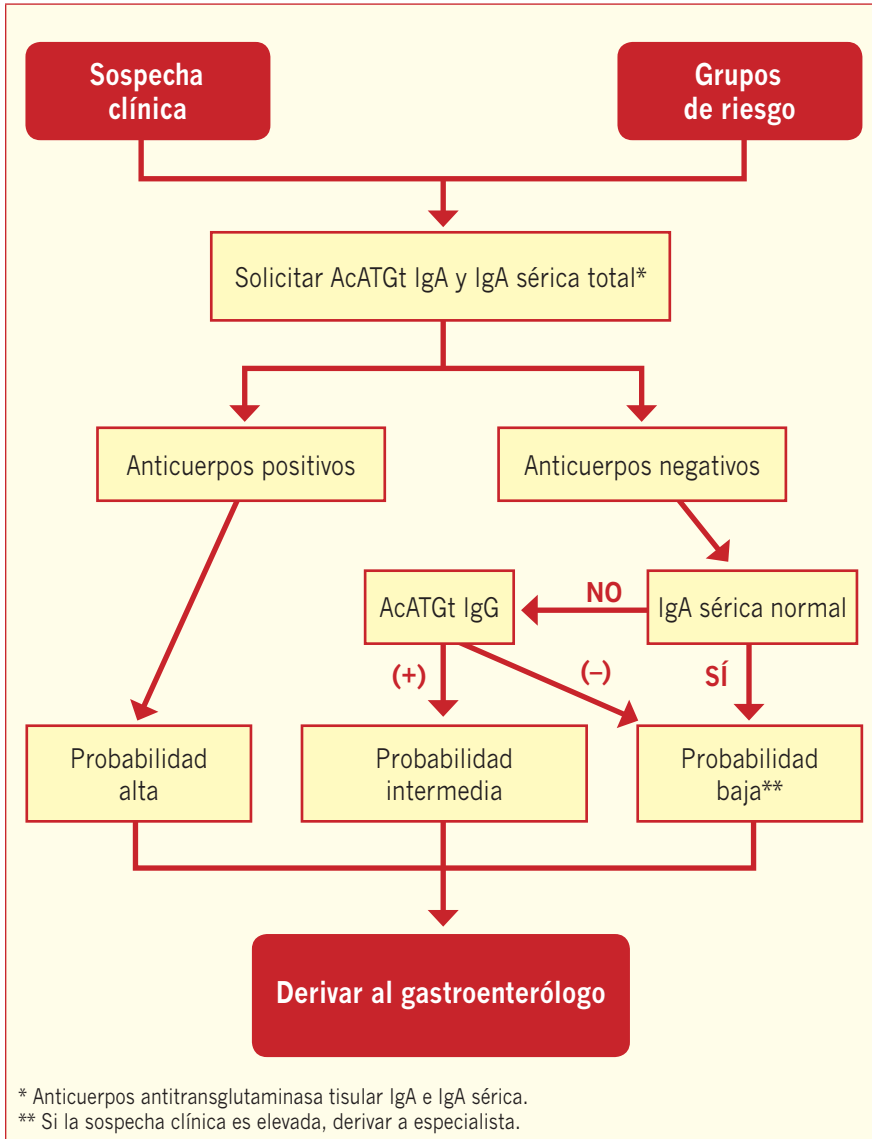 Sospecha
clínica
Grupos
de riesgo
Solicitar AcATGt IgA y IgA sérica total*
Anticuerpos positivos
Anticuerpos negativos
AcATGt IgG
NO
IgA sérica normal
(+)
(–)
SÍ
Probabilidad
alta
Probabilidad
intermedia
Probabilidad
baja**
Derivar al gastroenterólogo
* Anticuerpos antitransglutaminasa tisular IgA e IgA sérica.
** Si la sospecha clínica es elevada, derivar a especialista.